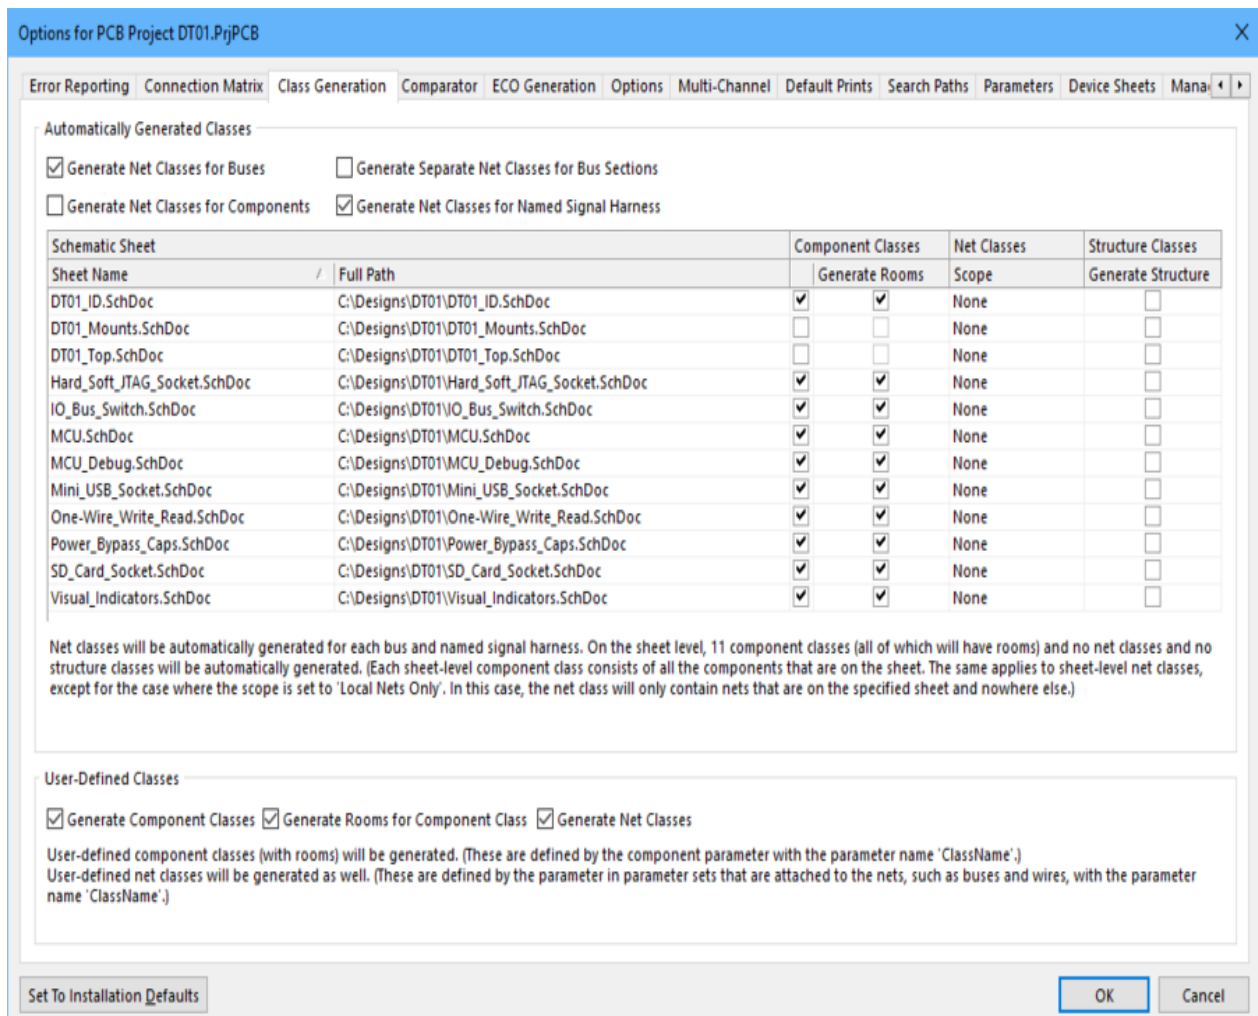 Options for PCB Project DT01.PrjPCB
Error Reporting Connection Matrix Class Generation Comparator ECO Generation Options Multi-Channel Default Prints Search Paths Parameters Device Sheets Mana
Automatically Generated Classes
Generate Net Classes for Buses Generate Separate Net Classes for Bus Sections
Generate Net Classes for Components Generate Net Classes for Named Signal Harness
Schematic Sheet Component Classes Net Classes Structure Classes
Sheet Name Full Path Generate Rooms Scope Generate Structure
DT01_ID.SchDoc C:\Designs\DT01\DT01_ID.SchDoc None
DT01_Mounts.SchDoc C:\Designs\DT01\DT01_Mounts.SchDoc None
DT01_Top.SchDoc C:\Designs\DT01\DT01_Top.SchDoc None
Hard_Soft_JTAG_Socket.SchDoc C:\Designs\DT01\Hard_Soft_JTAG_Socket.SchDoc None
IO_Bus_Switch.SchDoc C:\Designs\DT01\IO_Bus_Switch.SchDoc None
MCU.SchDoc C:\Designs\DT01\MCU.SchDoc None
MCU_Debug.SchDoc C:\Designs\DT01\MCU_Debug.SchDoc None
Mini_USB_Socket.SchDoc C:\Designs\DT01\Mini_USB_Socket.SchDoc None
One-Wire_Write_Read.SchDoc C:\Designs\DT01\One-Wire_Write_Read.SchDoc None
Power_Bypass_Caps.SchDoc C:\Designs\DT01\Power_Bypass_Caps.SchDoc None
SD_Card_Socket.SchDoc C:\Designs\DT01\SD_Card_Socket.SchDoc None
Visual_Indicators.SchDoc C:\Designs\DT01\Visual_Indicators.SchDoc None
Net classes will be automatically generated for each bus and named signal harness. On the sheet level, 11 component classes (all of which will have rooms) and no net classes and no
structure classes will be automatically generated. (Each sheet-level component class consists of all the components that are on the sheet. The same applies to sheet-level net classes,
except for the case where the scope is set to 'Local Nets Only'. In this case, the net class will only contain nets that are on the specified sheet and nowhere else.)
User-Defined Classes
Generate Component Classes Generate Rooms for Component Class Generate Net Classes
User-defined component classes (with rooms) will be generated. (These are defined by the component parameter with the parameter name 'ClassName'.)
User-defined net classes will be generated as well. (These are defined by the parameter in parameter sets that are attached to the nets, such as buses and wires, with the parameter
name 'ClassName'.)
Set To Installation Defaults OK Cancel